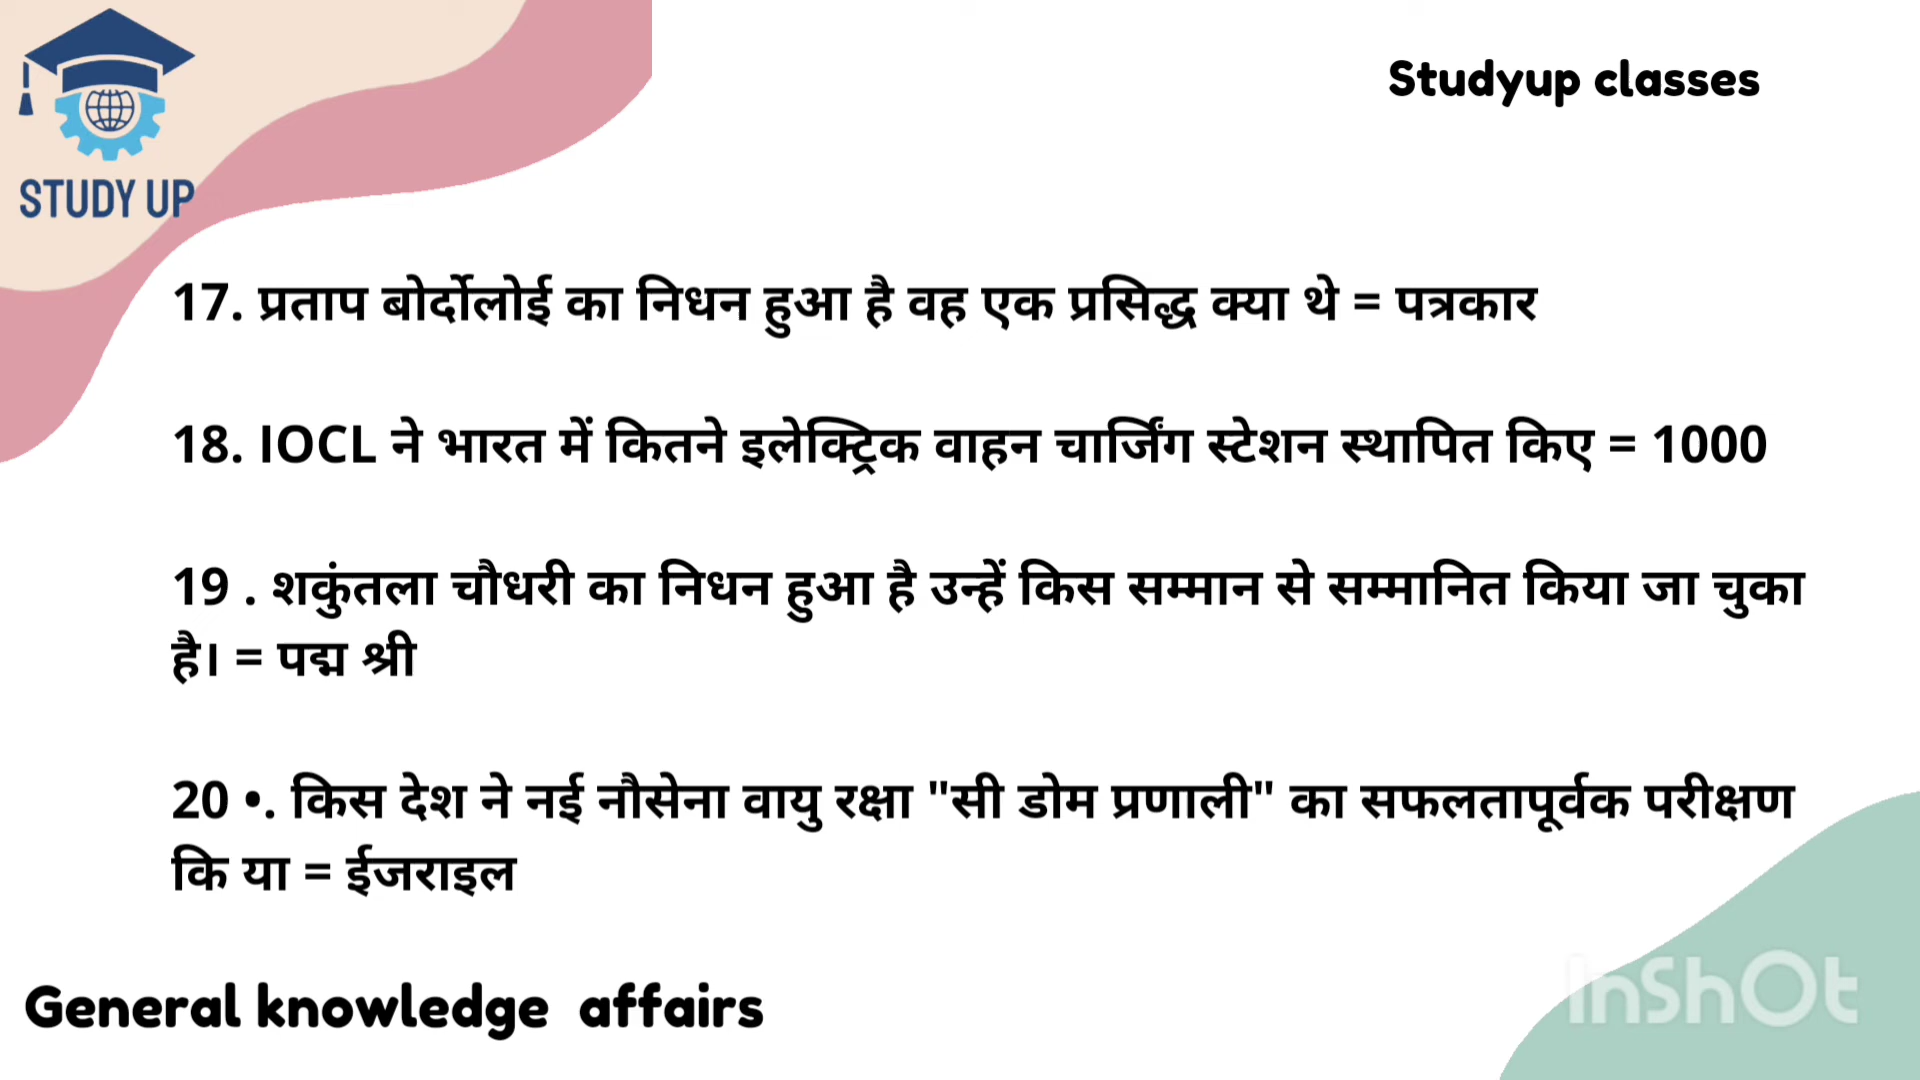 STUDY UP
Studyup classes
17. प्रताप बोर्दोलोई का निधन हुआ है वह एक प्रसिद्ध क्या थे = पत्रकार
18. IOCL ने भारत में कितने इलेक्ट्रिक वाहन चार्जिंग स्टेशन स्थापित किए = 1000
19 . शकुंतला चौधरी का निधन हुआ है उन्हें किस सम्मान से सम्मानित किया जा चुका
है। = पद्म श्री
20 •. किस देश ने नई नौसेना वायु रक्षा "सी डोम प्रणाली" का सफलतापूर्वक परीक्षण
कि या = ईजराइल
General knowledge affairs
InShOt